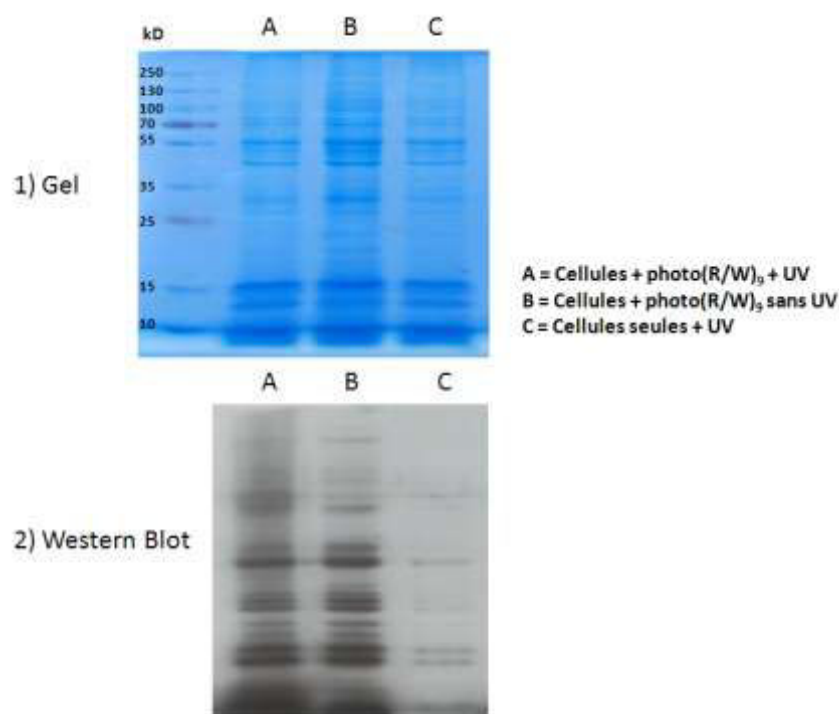 kD A B C
250
130
100
70
55
35
25
15
10
1) Gel
A = Cellules + photo(R/W)₉ + UV
B = Cellules + photo(R/W)₉ sans UV
C = Cellules seules + UV
A B C
2) Western Blot